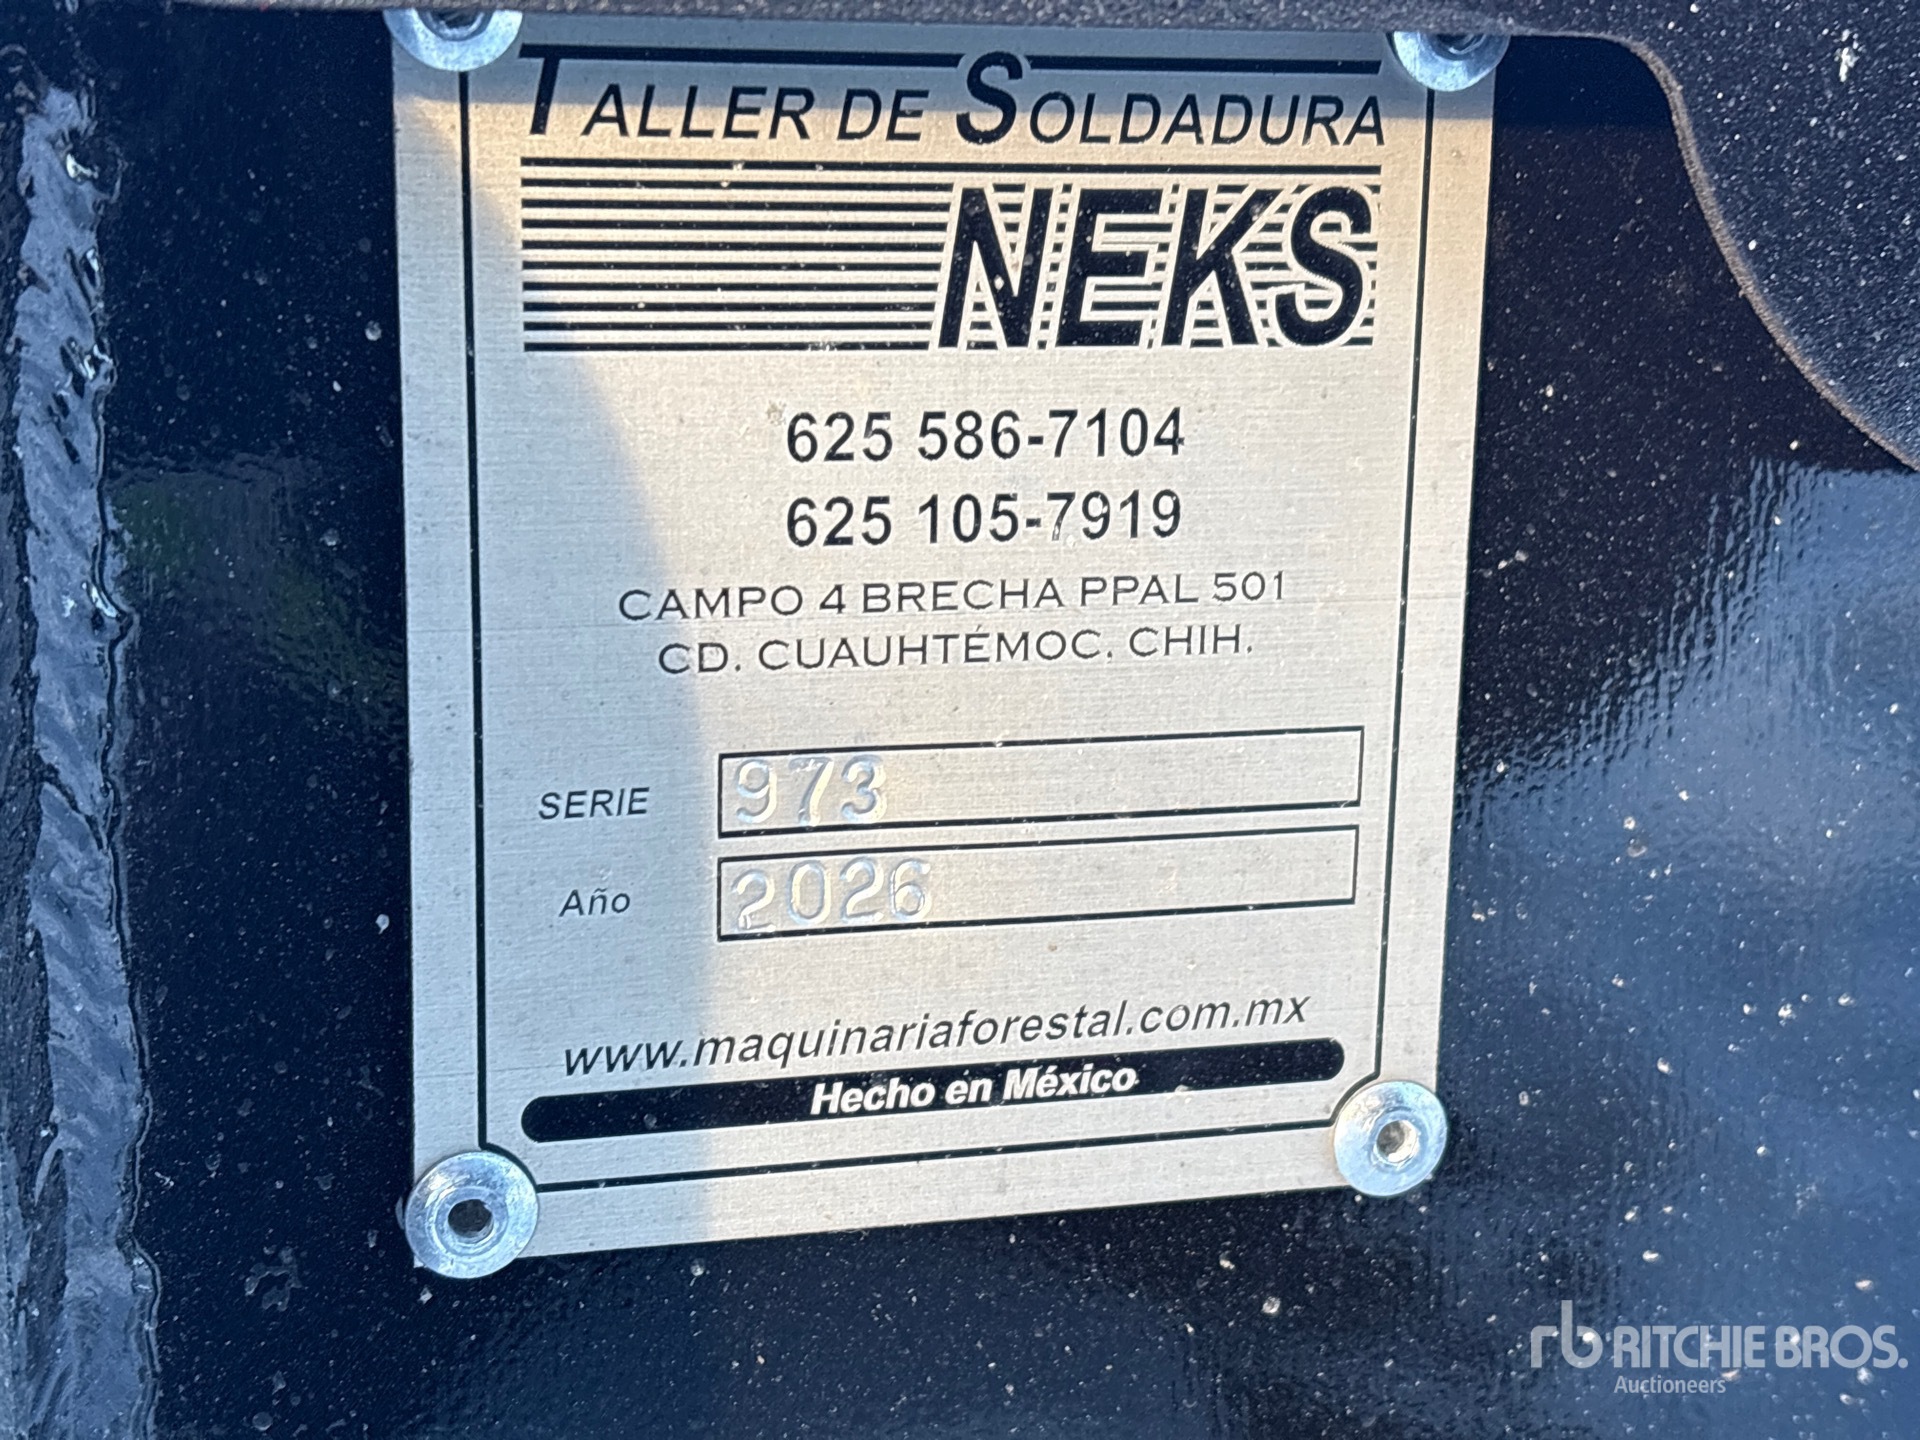 TALLER DE SOLDADURA
NEKS
625 586-7104
625 105-7919
CAMPO 4 BRECHA PPAL 501
CD. CUAUHTÉMOC, CHIH.
SERIE 973
Año 2026
www.maquinariaforestal.com.mx
Hecho en México
rb RITCHIE BROS.
Auctioneers